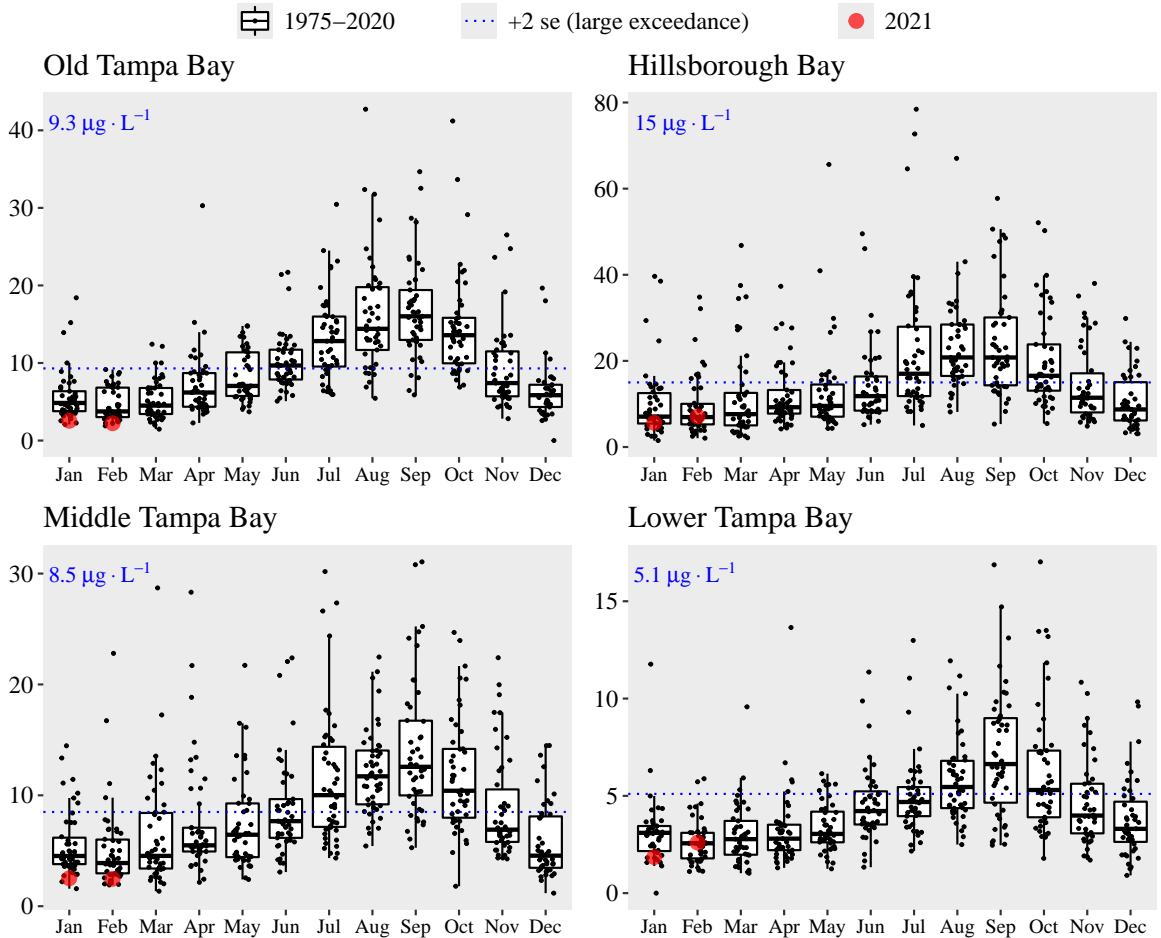 1975−2020 +2 se (large exceedance) 2021
Old Tampa Bay
9.3 μg · L⁻¹
40
30
20
10
0
Jan Feb Mar Apr May Jun Jul Aug Sep Oct Nov Dec
Hillsborough Bay
15 μg · L⁻¹
80
60
40
20
0
Jan Feb Mar Apr May Jun Jul Aug Sep Oct Nov Dec
Middle Tampa Bay
8.5 μg · L⁻¹
30
20
10
0
Jan Feb Mar Apr May Jun Jul Aug Sep Oct Nov Dec
Lower Tampa Bay
5.1 μg · L⁻¹
15
10
5
0
Jan Feb Mar Apr May Jun Jul Aug Sep Oct Nov Dec